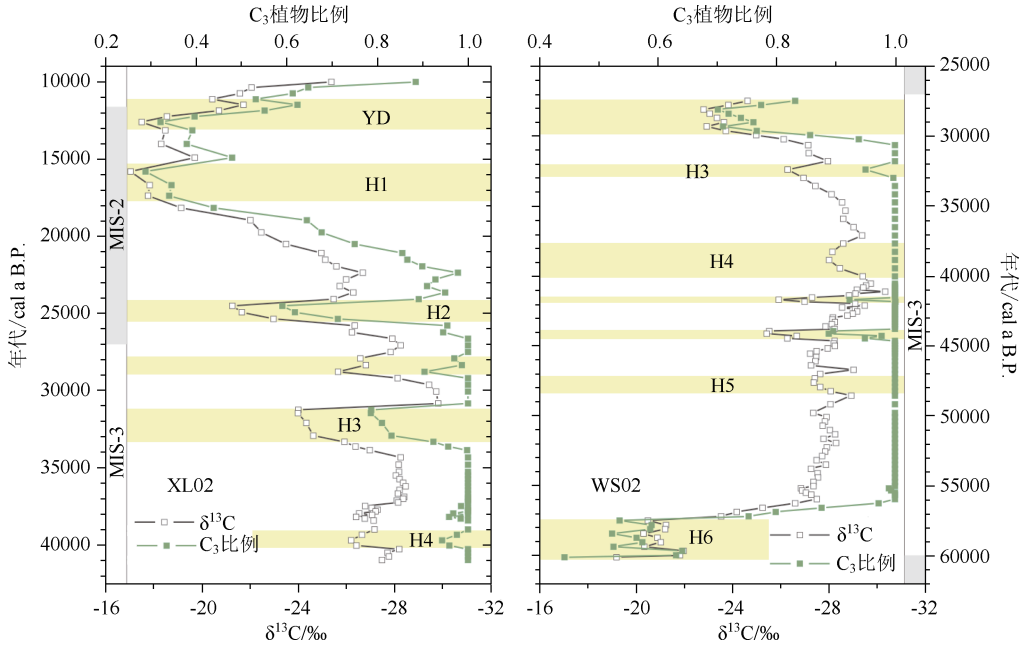 C₃植物比例
0.2 0.4 0.6 0.8 1.0
10000
15000
20000
25000
30000
35000
40000
年代/cal a B.P.
MIS-2
MIS-3
YD
H1
H2
H3
H4
XL02
δ¹³C
C₃比例
-16 -20 -24 -28 -32
δ¹³C/‰
C₃植物比例
0.4 0.6 0.8 1.0
25000
30000
35000
40000
45000
50000
55000
60000
年代/cal a B.P.
MIS-3
H3
H4
H5
H6
WS02
δ¹³C
C₃比例
-16 -20 -24 -28 -32
δ¹³C/‰